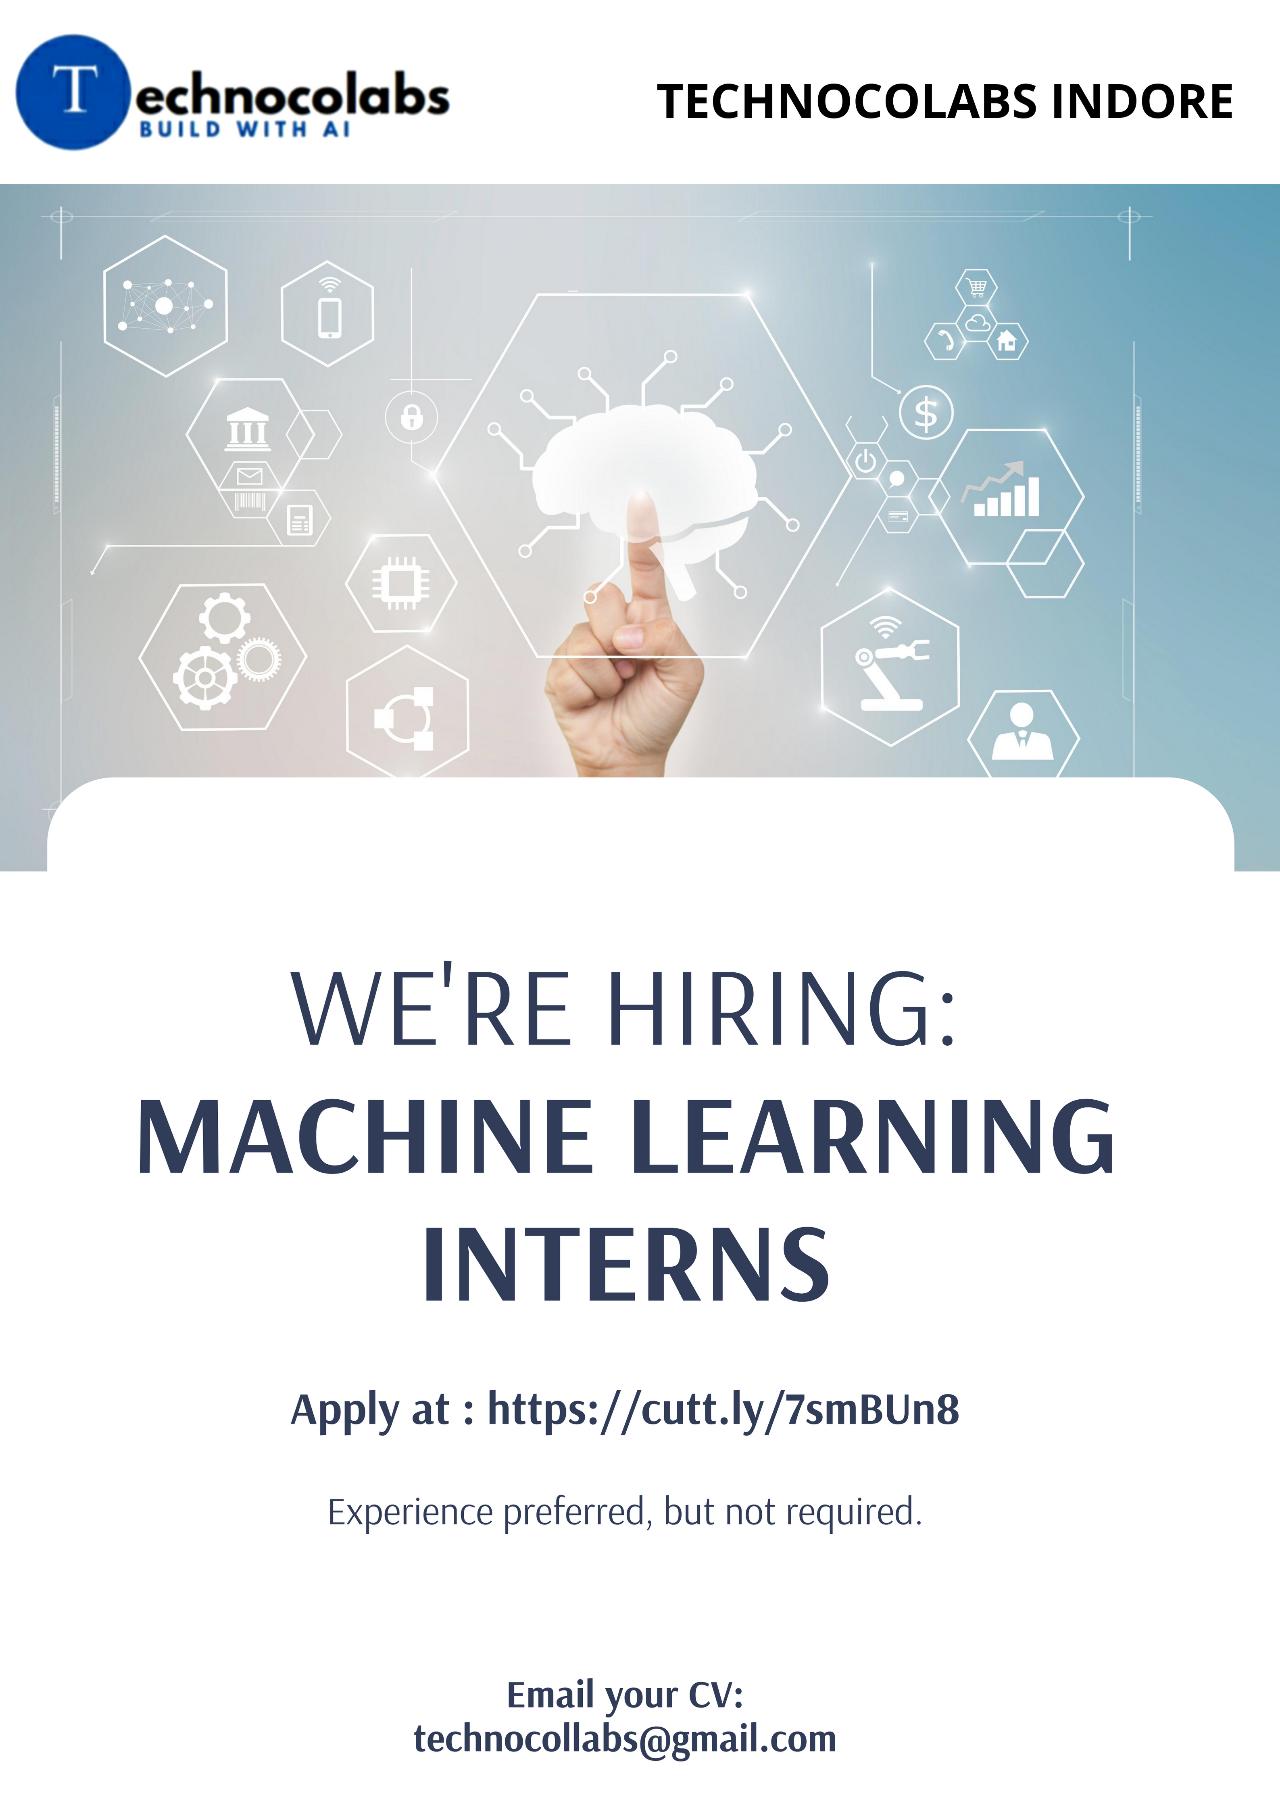 Technocolabs
BUILD WITH AI
TECHNOCOLABS INDORE
$
WE'RE HIRING:
MACHINE LEARNING
INTERNS
Apply at : https://cutt.ly/7smBUn8
Experience preferred, but not required.
Email your CV:
technocollabs@gmail.com